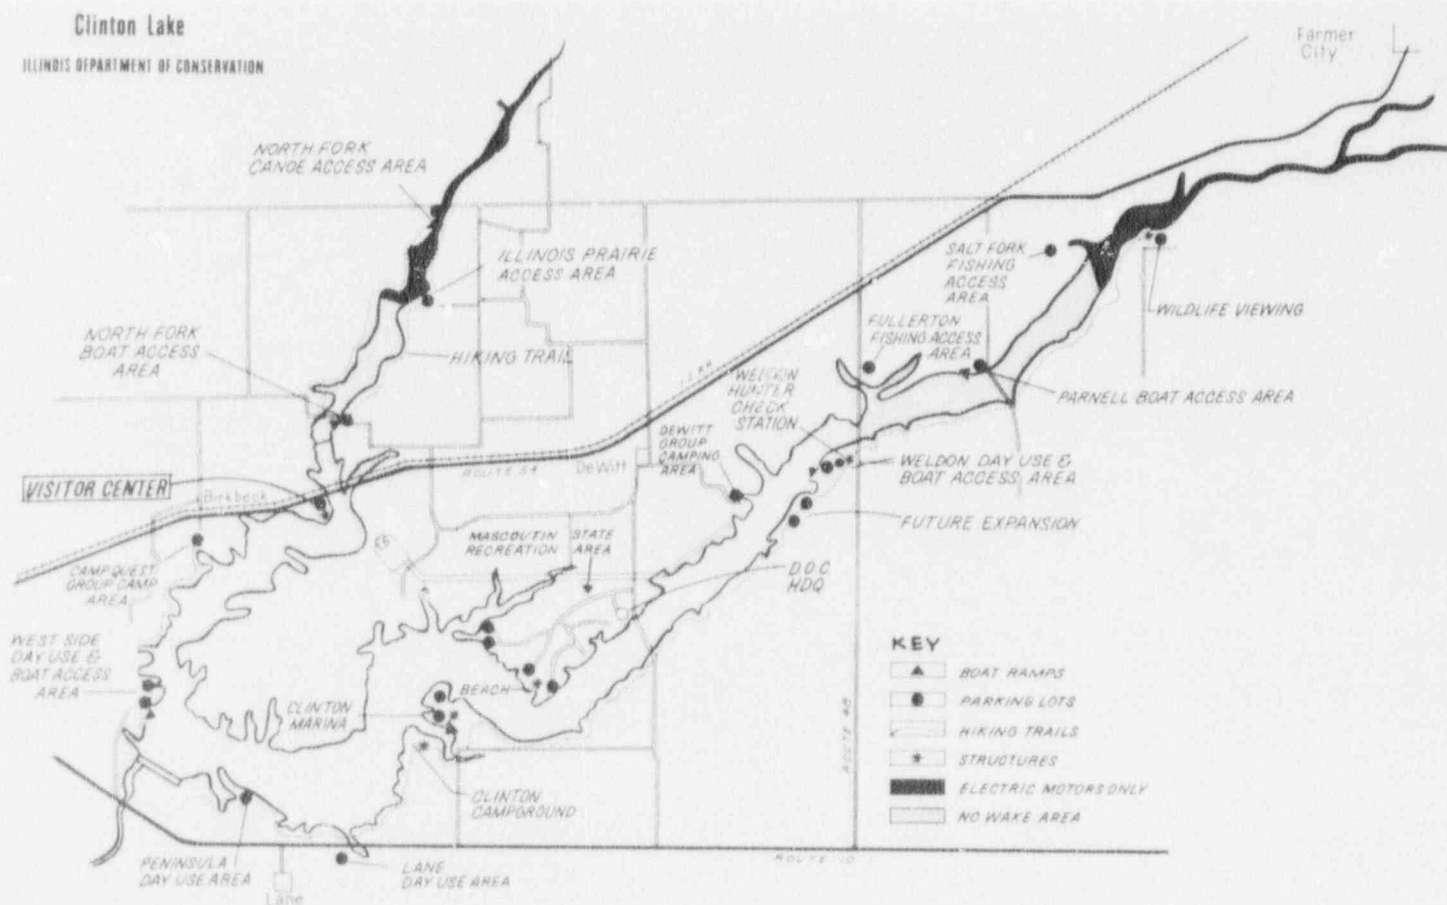 Clinton Lake
ILLINOIS DEPARTMENT OF CONSERVATION
Farmer
City
NORTH FORK
CANOE ACCESS AREA
ILLINOIS PRAIRIE
ACCESS AREA
SALT FORK
FISHING
ACCESS
AREA
WILDLIFE VIEWING
NORTH FORK
BOAT ACCESS
AREA
HIKING TRAIL
FULLERTON
FISHING ACCESS
AREA
WELDON
HUNTER
CHECK
STATION
PARNELL BOAT ACCESS AREA
DEWITT
GROUP
CAMPING
AREA
ROUTE 54
DeWitt
WELDON DAY USE &
BOAT ACCESS AREA
VISITOR CENTER
Birkbeck
FUTURE EXPANSION
MASCOUTIN STATE
RECREATION AREA
CAMP QUEST
GROUP CAMP
AREA
D O C
HDQ
WEST SIDE
DAY USE &
BOAT ACCESS
AREA
BEACH
CLINTON
MARINA
ROUTE 48
KEY
BOAT RAMPS
PARKING LOTS
HIKING TRAILS
STRUCTURES
ELECTRIC MOTORS ONLY
NO WAKE AREA
CLINTON
CAMPGROUND
PENINSULA
DAY USE AREA
LANE
DAY USE AREA
ROUTE 10
Lane